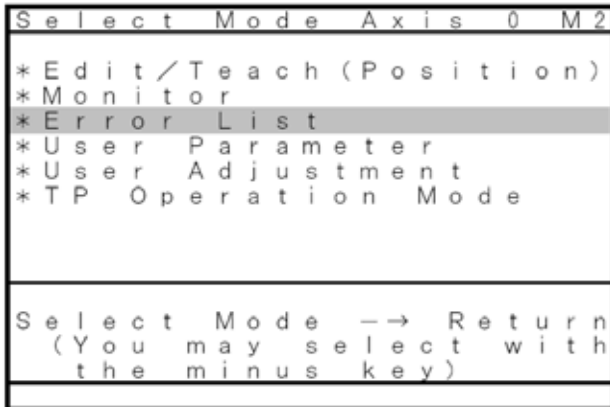 Select Mode Axis 0 M2
*Edit/Teach(Position)
*Monitor
*Error List
*User Parameter
*User Adjustment
*TP Operation Mode
Select Mode —→ Return
(You may select with
the minus key)